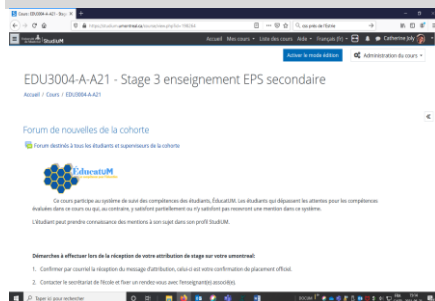 Cours: EDU3004-A-A21 - Stag
umontreal.ca
StudiUM
Accueil Mes cours Liste des cours Aide Français (fr) Catherine Joly
Activer le mode édition Administration du cours
EDU3004-A-A21 - Stage 3 enseignement EPS secondaire
Accueil / Cours / EDU3004-A-A21
Forum de nouvelles de la cohorte
Forum destinés à tous les étudiants et superviseurs de la cohorte
ÉducatUM
Ce cours participe au système de suivi des compétences des étudiants, ÉducatUM. Les étudiants qui dépassent les attentes pour les compétences
évaluées dans ce cours ou qui, au contraire, y satisfont partiellement ou n'y satisfont pas recevront une mention dans ce système.
L'étudiant peut prendre connaissance des mentions à son sujet dans son profil StudiUM.
Démarches à effectuer lors de la réception de votre attribution de stage sur votre umontreal:
1. Confirmer par courriel la réception du message d'attribution, celui-ci est votre confirmation de placement officiel.
2. Contacter le secrétariat de l'école et fixer un rendez-vous avec l'enseignant(e) associé(e).
Taper ici pour rechercher